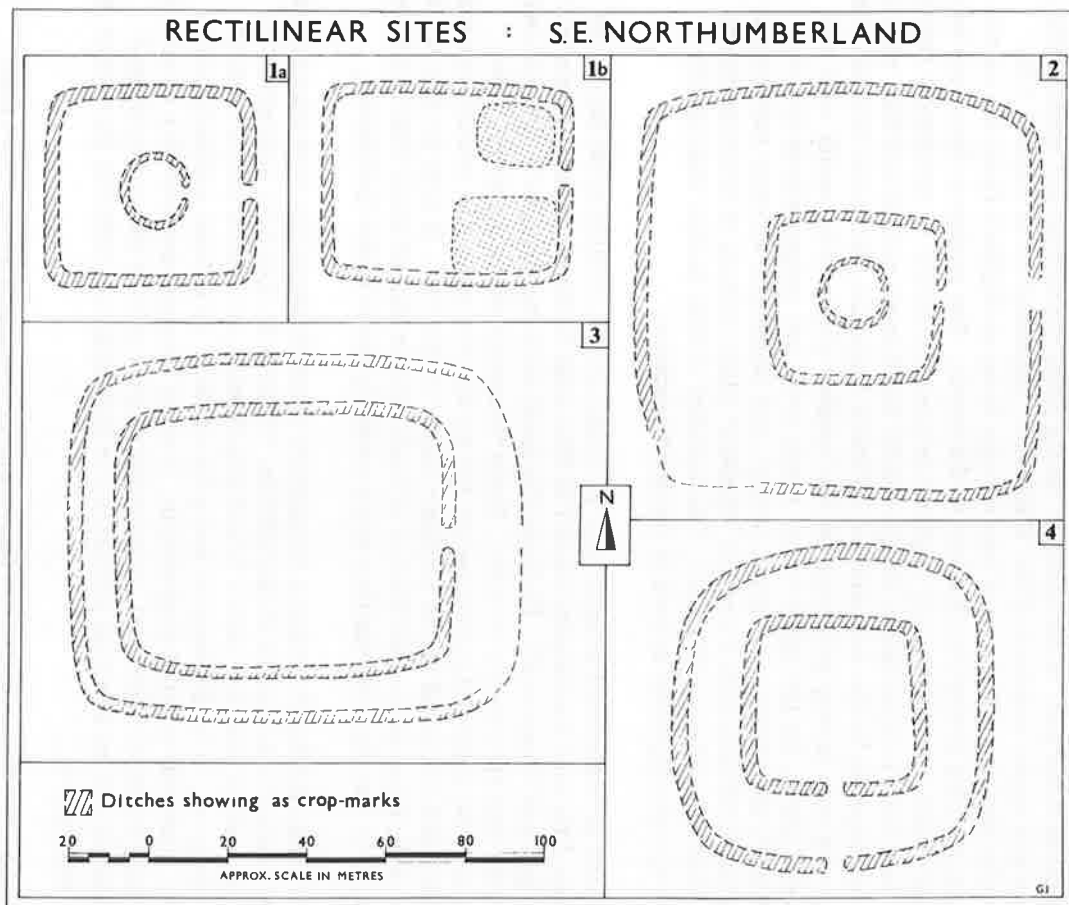 RECTILINEAR SITES : S.E. NORTHUMBERLAND
1a
1b
2
3
N
4
Ditches showing as crop-marks
20 0 20 40 60 80 100
APPROX. SCALE IN METRES